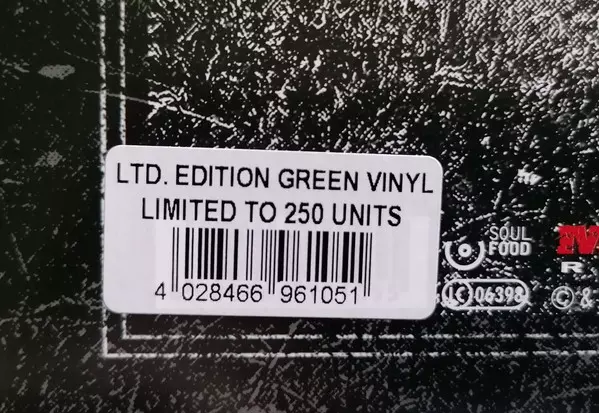 LTD. EDITION GREEN VINYL
LIMITED TO 250 UNITS
4 028466 961051
SOUL
FOOD
LC 06398
© &